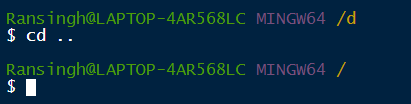 Ransingh@LAPTOP-4AR568LC MINGW64 /d
$ cd ..
Ransingh@LAPTOP-4AR568LC MINGW64 /
$